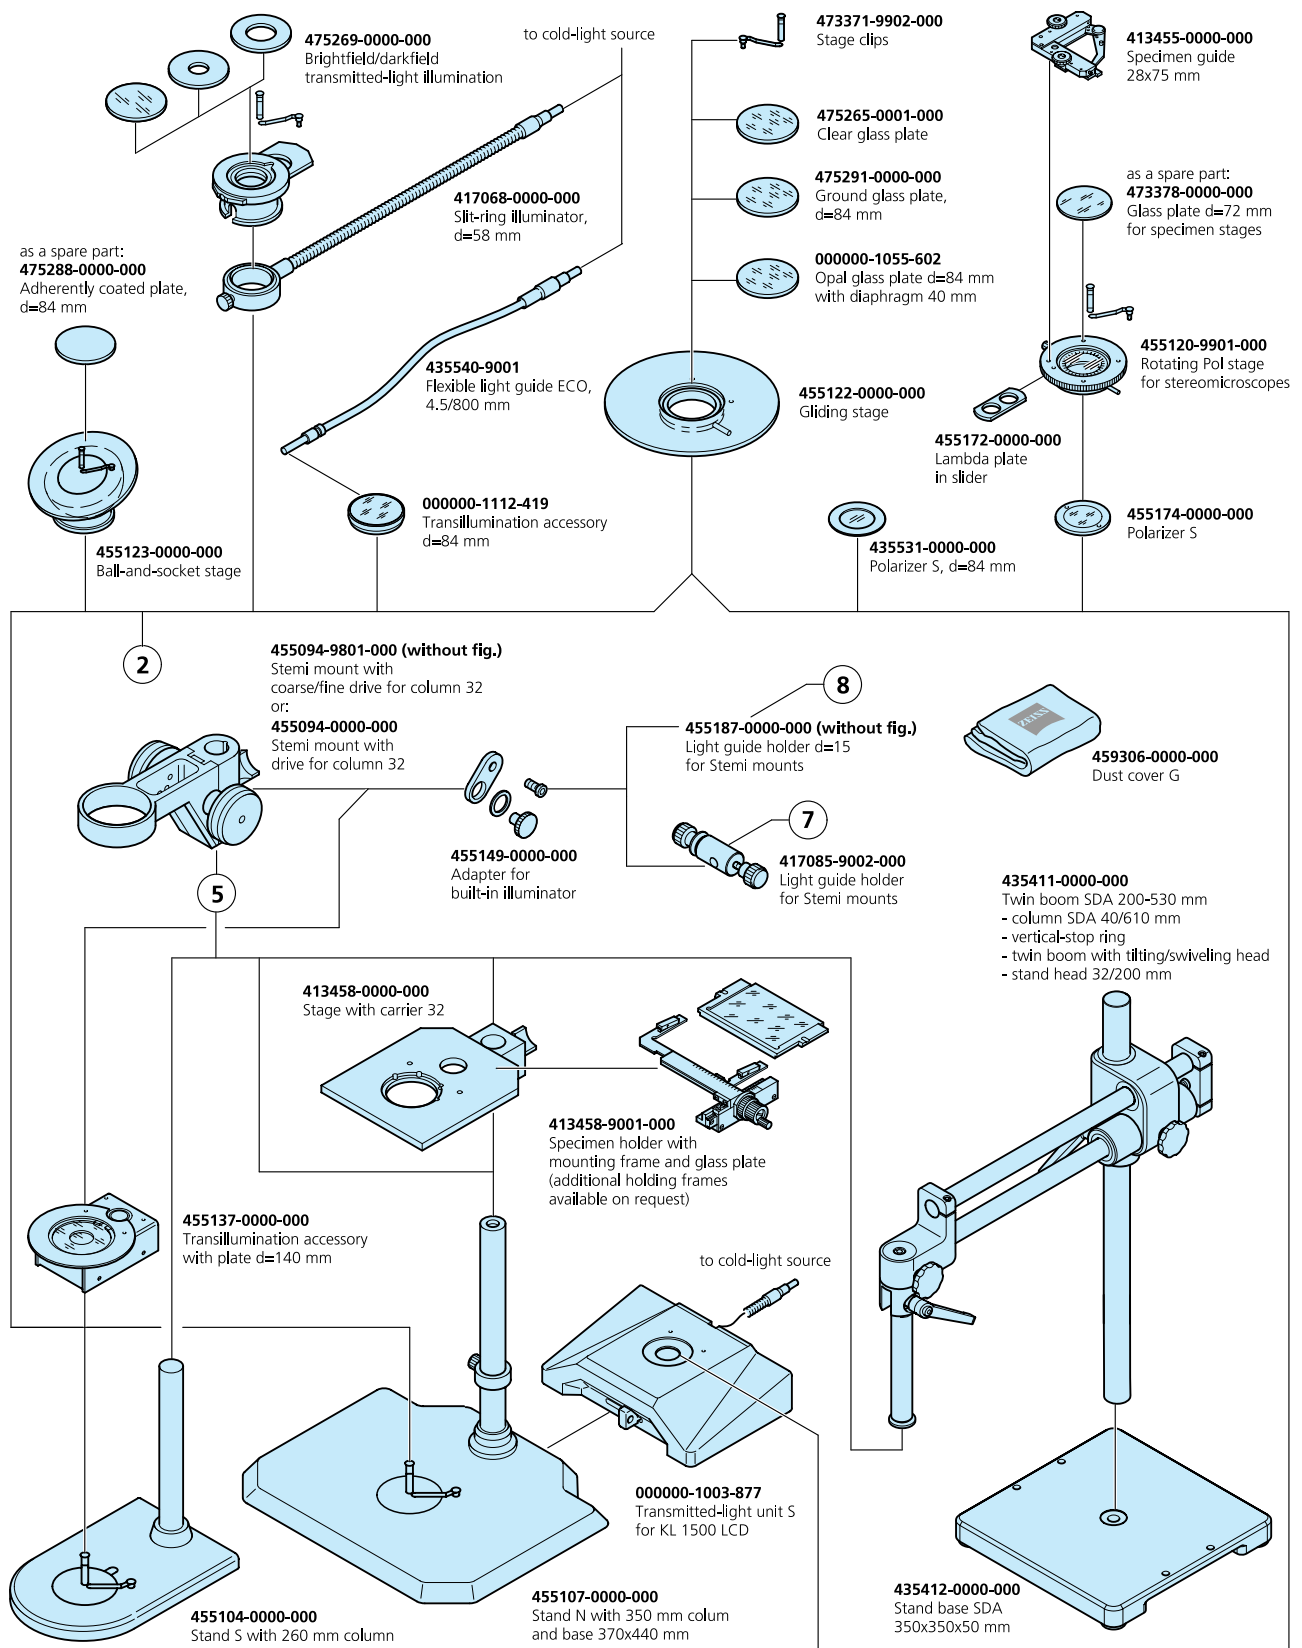 475269-0000-000
Brightfield/darkfield
transmitted-light illumination
to cold-light source
473371-9902-000
Stage clips
413455-0000-000
Specimen guide
28x75 mm
475265-0001-000
Clear glass plate
417068-0000-000
Slit-ring illuminator,
d=58 mm
475291-0000-000
Ground glass plate,
d=84 mm
as a spare part:
473378-0000-000
Glass plate d=72 mm
for specimen stages
as a spare part:
475288-0000-000
Adherently coated plate,
d=84 mm
000000-1055-602
Opal glass plate d=84 mm
with diaphragm 40 mm
435540-9001
Flexible light guide ECO,
4.5/800 mm
455122-0000-000
Gliding stage
455120-9901-000
Rotating Pol stage
for stereomicroscopes
455172-0000-000
Lambda plate
in slider
000000-1112-419
Transillumination accessory
d=84 mm
455123-0000-000
Ball-and-socket stage
435531-0000-000
Polarizer S, d=84 mm
455174-0000-000
Polarizer S
2
455094-9801-000 (without fig.)
Stemi mount with
coarse/fine drive for column 32
or:
455094-0000-000
Stemi mount with
drive for column 32
8
455187-0000-000 (without fig.)
Light guide holder d=15
for Stemi mounts
ZEISS
459306-0000-000
Dust cover G
7
455149-0000-000
Adapter for
built-in illuminator
417085-9002-000
Light guide holder
for Stemi mounts
5
435411-0000-000
Twin boom SDA 200-530 mm
- column SDA 40/610 mm
- vertical-stop ring
- twin boom with tilting/swiveling head
- stand head 32/200 mm
413458-0000-000
Stage with carrier 32
413458-9001-000
Specimen holder with
mounting frame and glass plate
(additional holding frames
available on request)
455137-0000-000
Transillumination accessory
with plate d=140 mm
to cold-light source
000000-1003-877
Transmitted-light unit S
for KL 1500 LCD
455104-0000-000
Stand S with 260 mm column
455107-0000-000
Stand N with 350 mm colum
and base 370x440 mm
435412-0000-000
Stand base SDA
350x350x50 mm